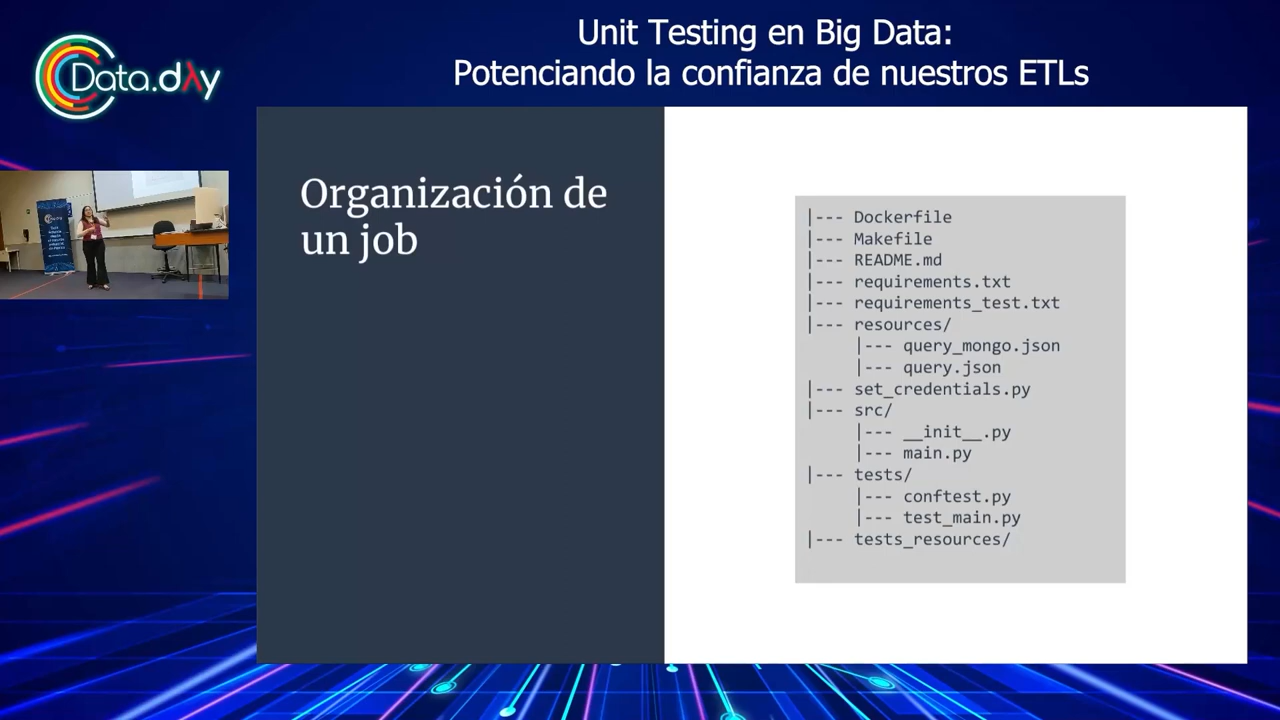 Unit Testing en Big Data:
Potenciando la confianza de nuestros ETLs
Data.dλy
Organización de
un job
|--- Dockerfile
|--- Makefile
|--- README.md
|--- requirements.txt
|--- requirements_test.txt
|--- resources/
|--- query_mongo.json
|--- query.json
|--- set_credentials.py
|--- src/
|--- __init__.py
|--- main.py
|--- tests/
|--- conftest.py
|--- test_main.py
|--- tests_resources/